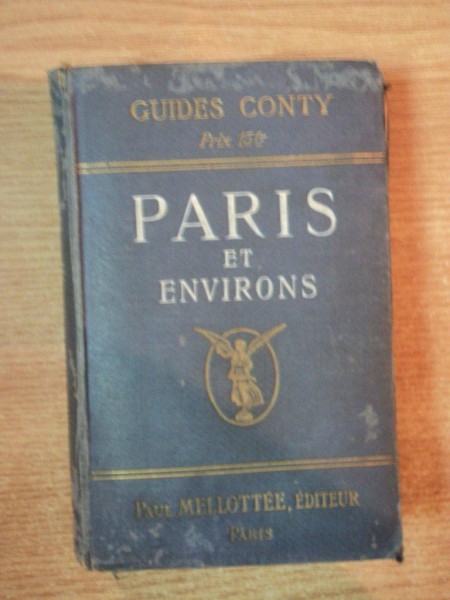 GUIDES CONTY
Prix 15fr
PARIS
ET
ENVIRONS
PAUL MELLOTTÉE, ÉDITEUR
PARIS